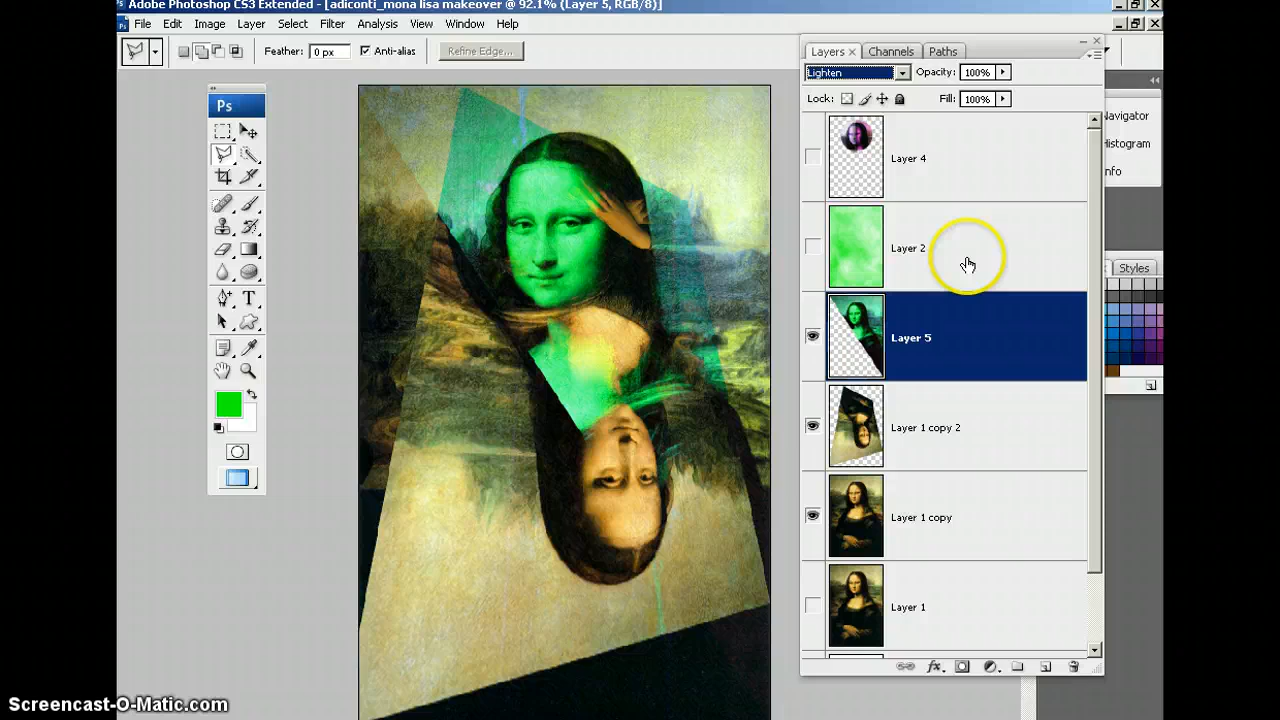 Adobe Photoshop CS3 Extended - [adiconti_mona lisa makeover @ 92.1% (Layer 5, RGB/8)]
File Edit Image Layer Select Filter Analysis View Window Help
Feather: 0 px Anti-alias Refine Edge...
Ps
Layers Channels Paths
Lighten Opacity: 100%
Lock: Fill: 100%
Layer 4
Layer 2
Layer 5
Layer 1 copy 2
Layer 1 copy
Layer 1
Navigator
Histogram
Info
Styles
Screencast-O-Matic.com